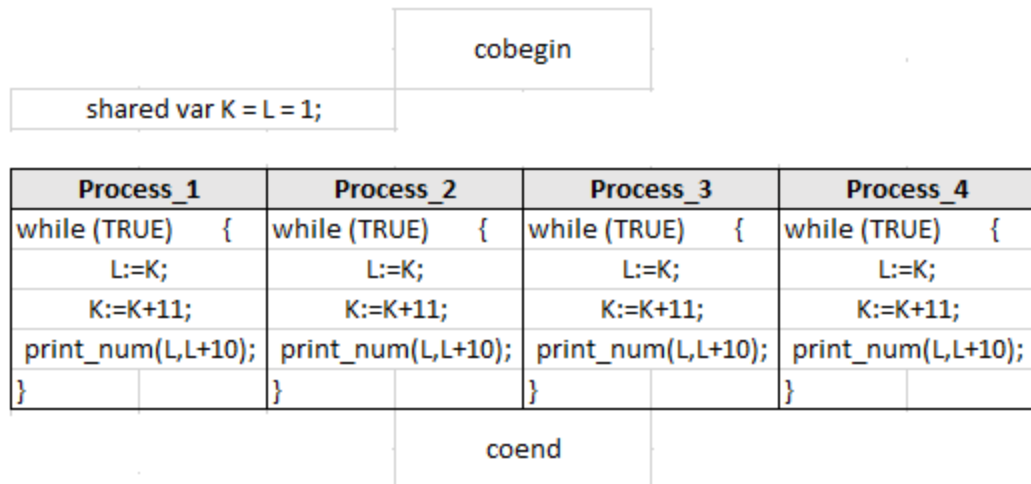 cobegin
shared var K = L = 1;
Process_1 Process_2 Process_3 Process_4
while (TRUE) { while (TRUE) { while (TRUE) { while (TRUE) {
L:=K; L:=K; L:=K; L:=K;
K:=K+11; K:=K+11; K:=K+11; K:=K+11;
print_num(L,L+10); print_num(L,L+10); print_num(L,L+10); print_num(L,L+10);
} } } }
coend